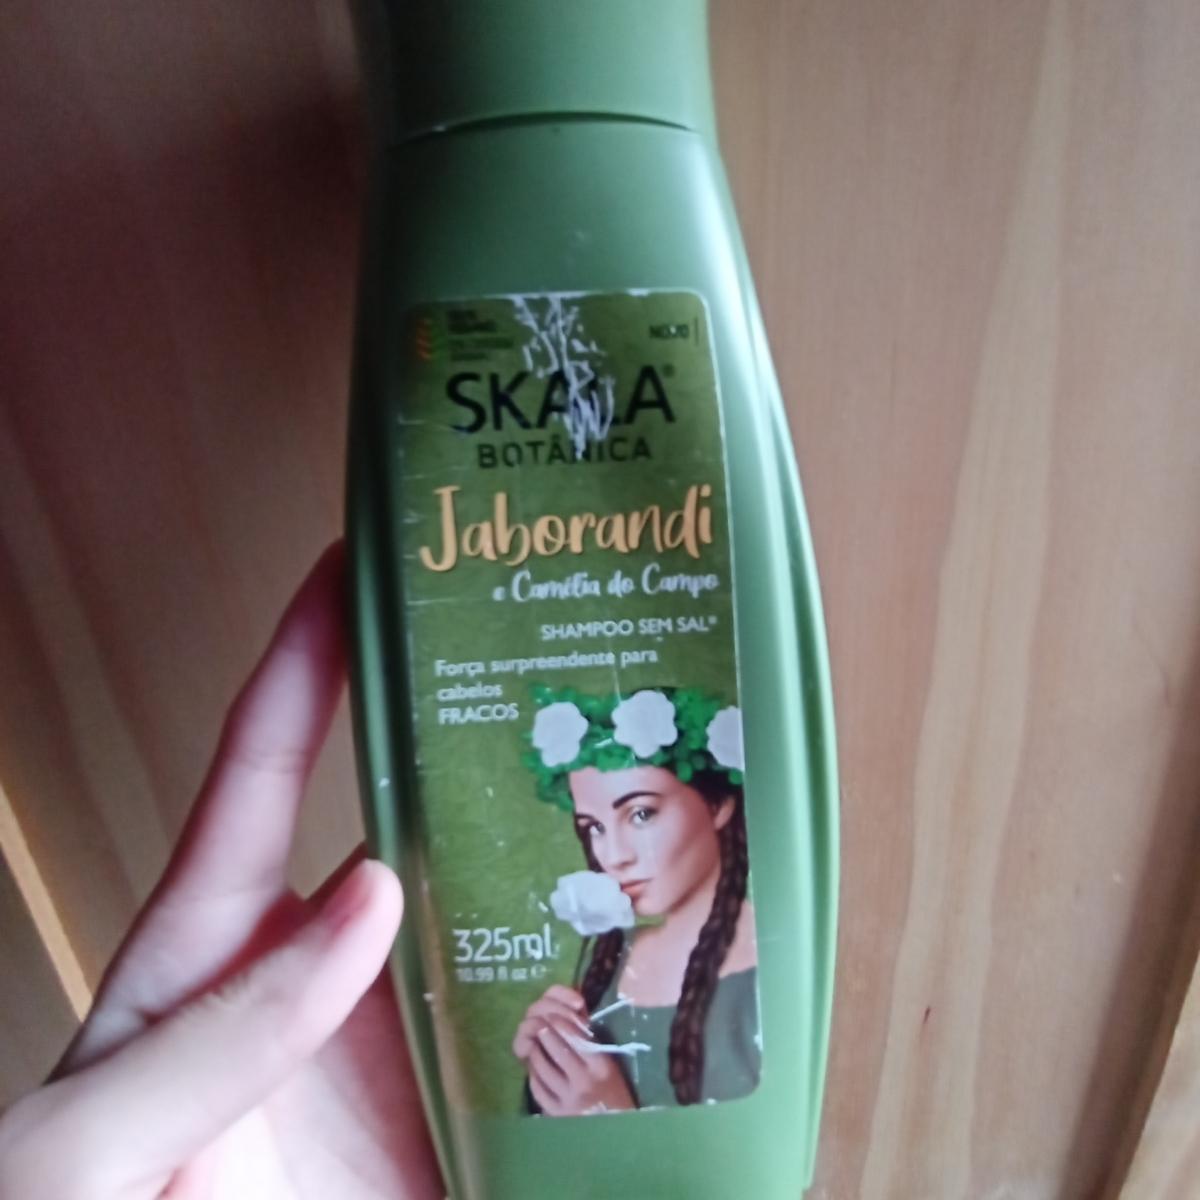 NOVO
SKALA®
BOTÂNICA
Jaborandi
e Camélia do Campo
SHAMPOO SEM SAL*
Força surpreendente para
cabelos
FRACOS
325ml
10.99 fl oz ℮